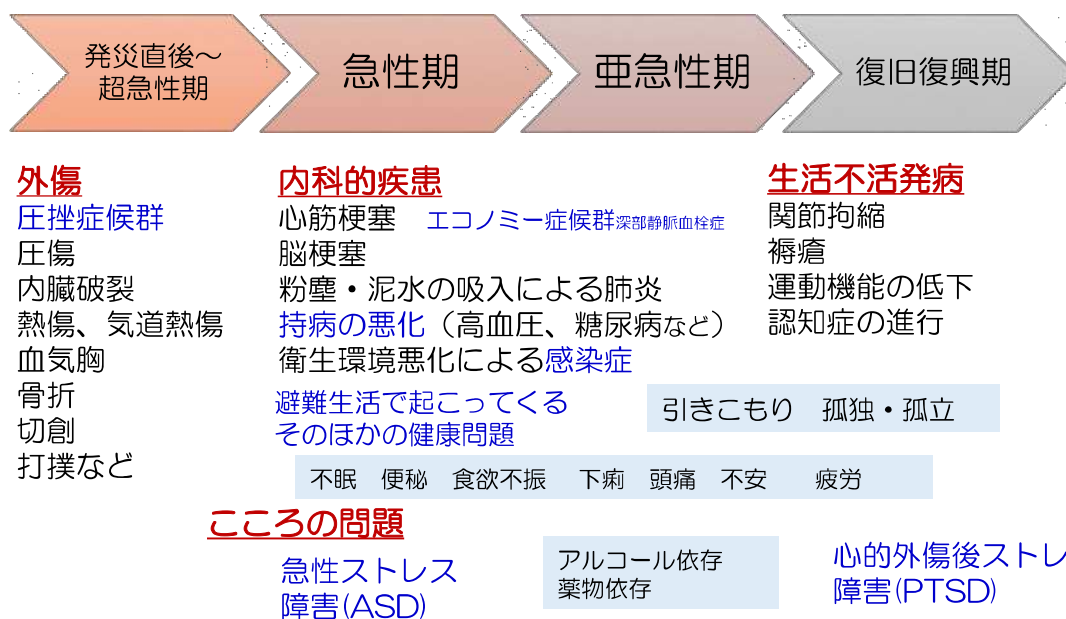 発災直後～
超急性期
急性期
亜急性期
復旧復興期
外傷
圧挫症候群
圧傷
内臓破裂
熱傷、気道熱傷
血気胸
骨折
切創
打撲など
内科的疾患
心筋梗塞 エコノミー症候群深部静脈血栓症
脳梗塞
粉塵・泥水の吸入による肺炎
持病の悪化（高血圧、糖尿病など）
衛生環境悪化による感染症
避難生活で起こってくる
そのほかの健康問題
生活不活発病
関節拘縮
褥瘡
運動機能の低下
認知症の進行
引きこもり 孤独・孤立
不眠 便秘 食欲不振 下痢 頭痛 不安 疲労
こころの問題
急性ストレス
障害(ASD)
アルコール依存
薬物依存
心的外傷後ストレ
障害(PTSD)